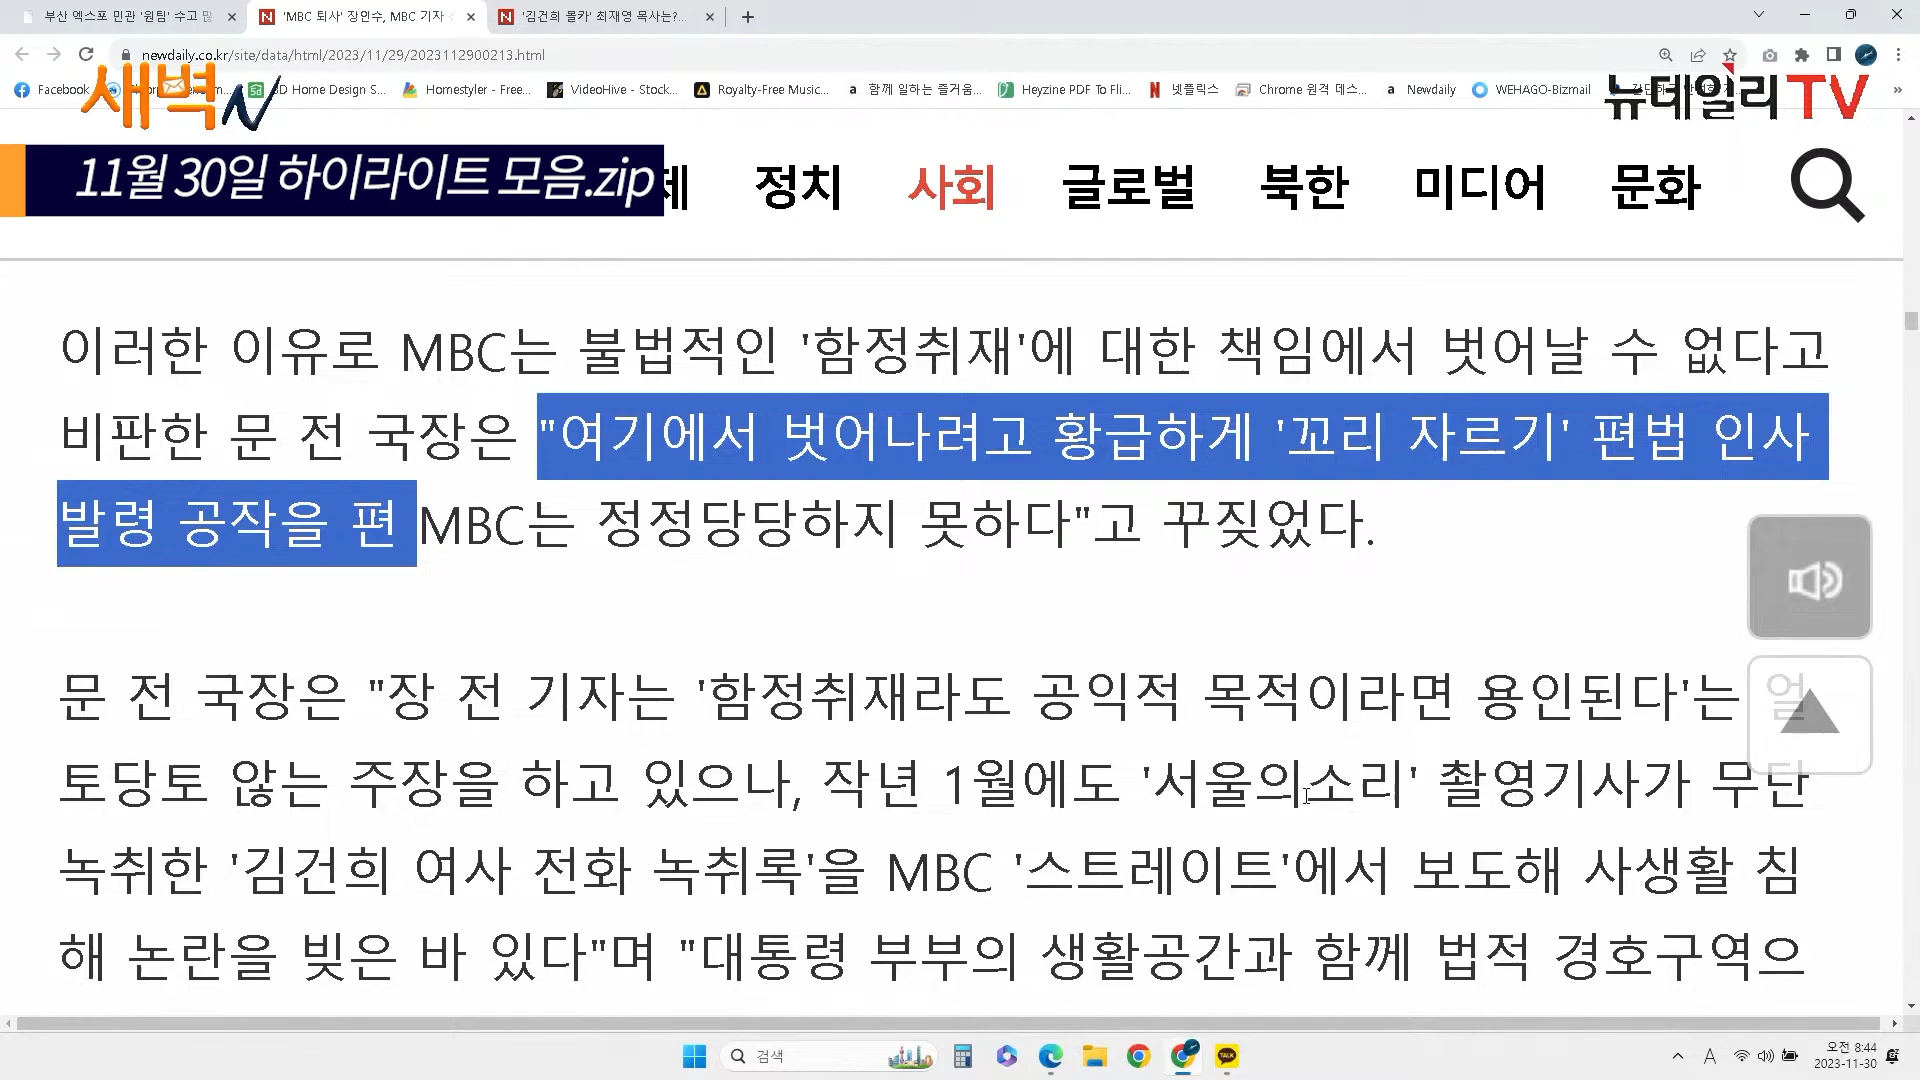 부산 엑스포 민관 '원팀' 수고 많
'MBC 퇴사' 장인수, MBC 기자
'김건희 몰카' 최재영 목사는?...
newdaily.co.kr/site/data/html/2023/11/29/2023112900213.html
Facebook
3D Home Design S...
Homestyler - Free...
VideoHive - Stock...
Royalty-Free Music...
함께 일하는 즐거움...
Heyzine PDF To Fli...
넷플릭스
Chrome 원격 데스...
Newdaily
WEHAGO-Bizmail
새벽N
뉴데일리TV
11월 30일 하이라이트 모음.zip
제 정치 사회 글로벌 북한 미디어 문화
이러한 이유로 MBC는 불법적인 '함정취재'에 대한 책임에서 벗어날 수 없다고
비판한 문 전 국장은 "여기에서 벗어나려고 황급하게 '꼬리 자르기' 편법 인사
발령 공작을 편 MBC는 정정당당하지 못하다"고 꾸짖었다.
문 전 국장은 "장 전 기자는 '함정취재라도 공익적 목적이라면 용인된다'는 얼
토당토 않는 주장을 하고 있으나, 작년 1월에도 '서울의소리' 촬영기사가 무단
녹취한 '김건희 여사 전화 녹취록'을 MBC '스트레이트'에서 보도해 사생활 침
해 논란을 빚은 바 있다"며 "대통령 부부의 생활공간과 함께 법적 경호구역으
검색
TALK
A
오전 8:44
2023-11-30